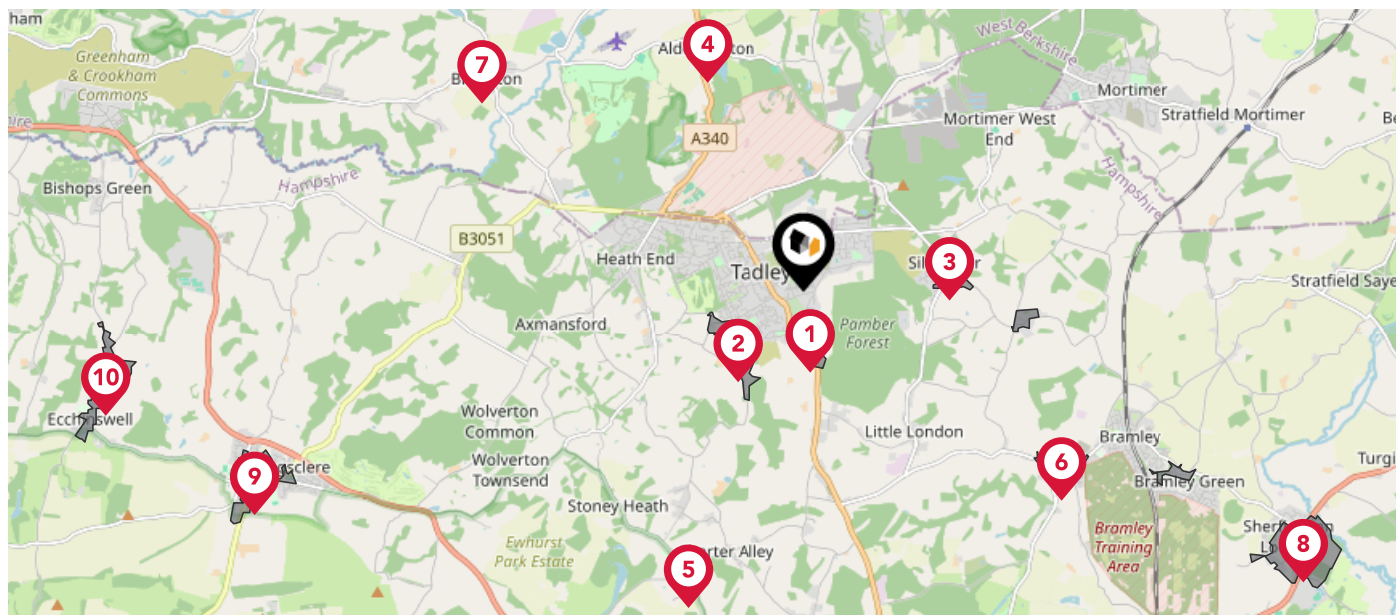 ham
4
West Berkshire
Greenham
& Crookham
Commons
7
Mortimer
Stratfield Mortimer
Mortimer West
End
A340
Hampshire
Bishops Green
Hampshire
B3051
Heath End
Tadley
3
Stratfield Saye
Axmansford
Pamber
Forest
1
2
10
Wolverton
Common
Little London
Bramley
Wolverton
Townsend
9
6
Turgi
Bramley Green
Stoney Heath
Bramley
Training
Area
Ewhurst
Park Estate
8
5